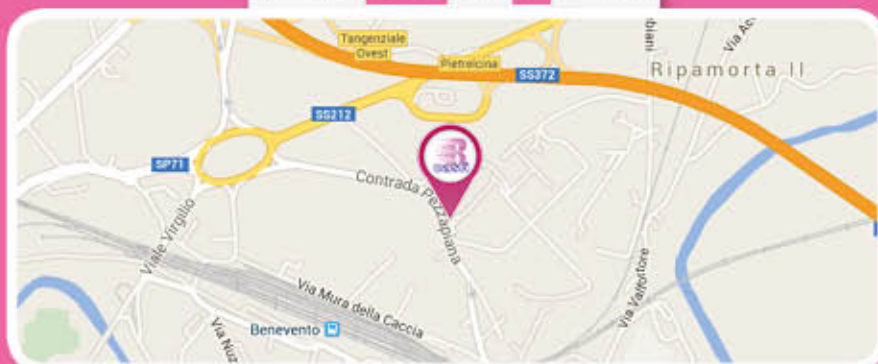 Tangenziale
Ovest
Pietrelcina
SS372
Ripamorta II
SS212
SP71
Contrada Pezzapiana
Viale Virgilio
Via Mura della Caccia
Via Valfortore
Benevento